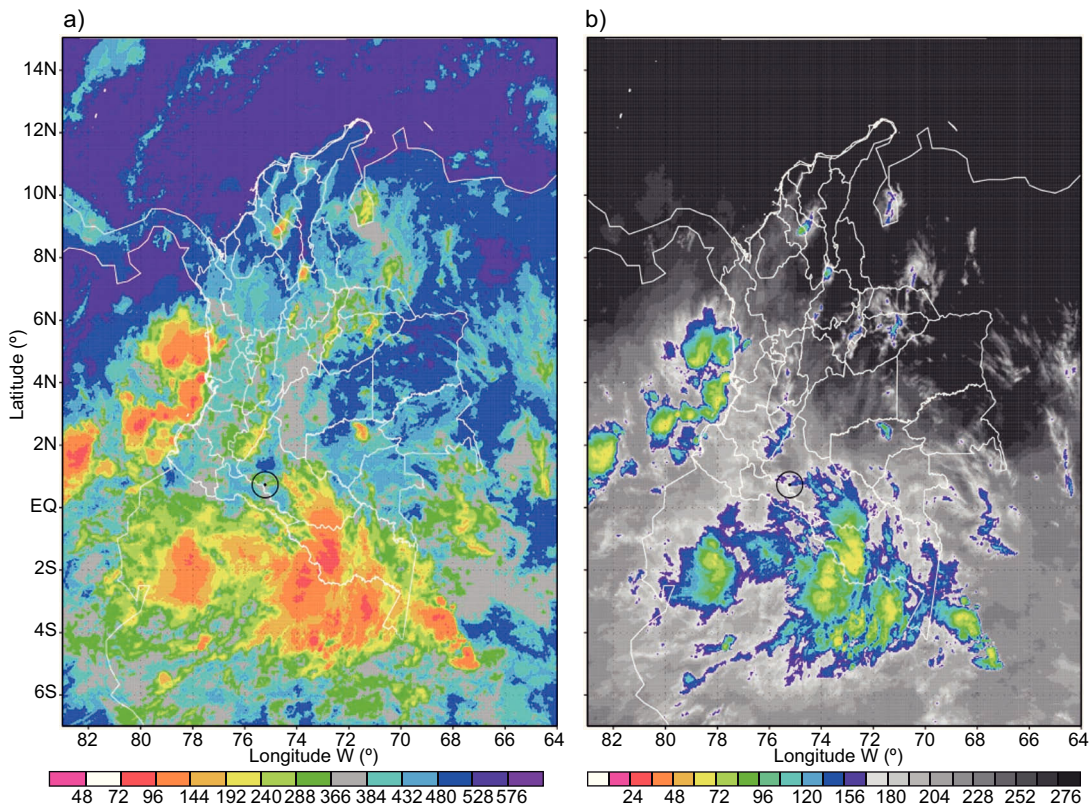 a)
b)
14N
12N
10N
8N
6N
4N
2N
EQ
2S
4S
6S
Latitude (º)
82 80 78 76 74 72 70 68 66 64
82 80 78 76 74 72 70 68 66 64
Longitude W (º)
Longitude W (º)
48 72 96 144 192 240 288 366 384 432 480 528 576
24 48 72 96 120 156 180 204 228 252 276